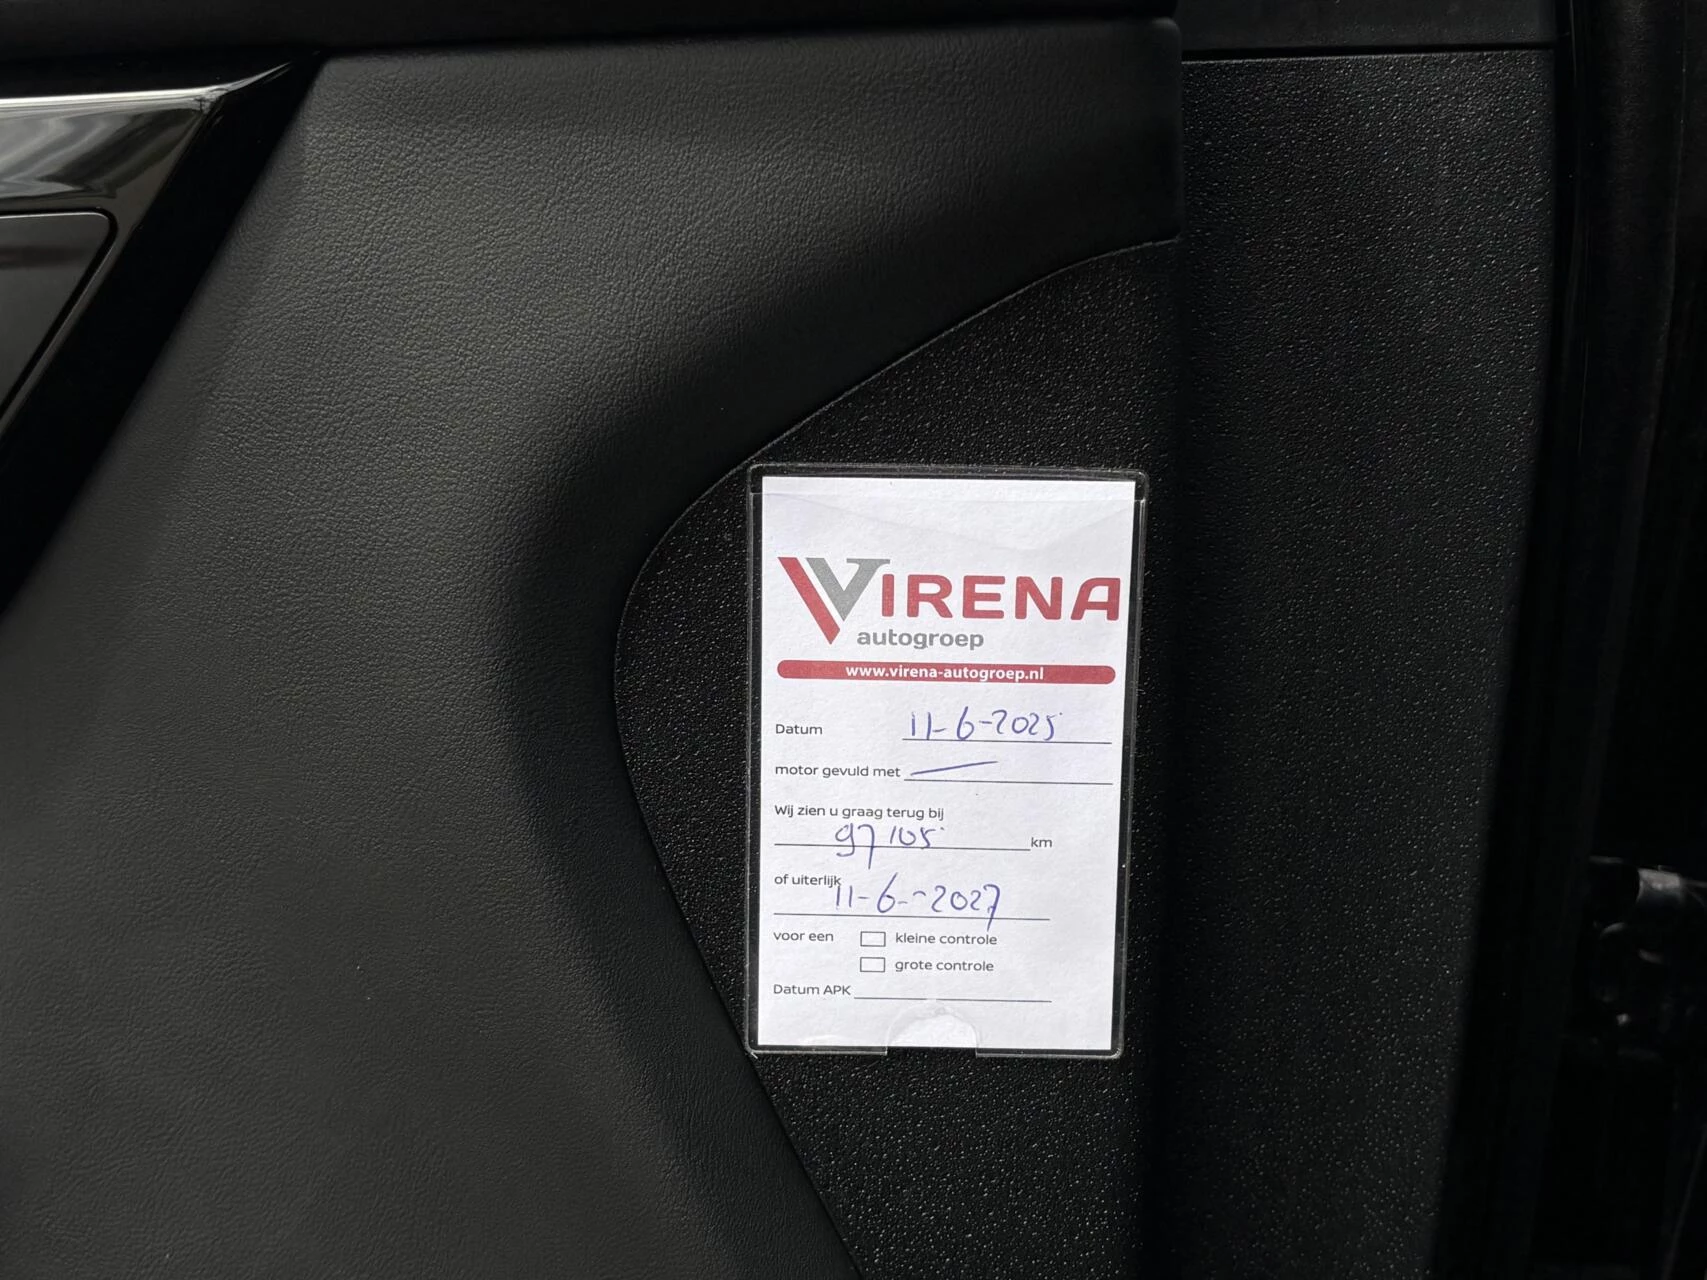 VIRENA
autogroep
www.virena-autogroep.nl
Datum 11-6-2025
motor gevuld met —
Wij zien u graag terug bij
97105 km
of uiterlijk
11-6-2027
voor een kleine controle
grote controle
Datum APK